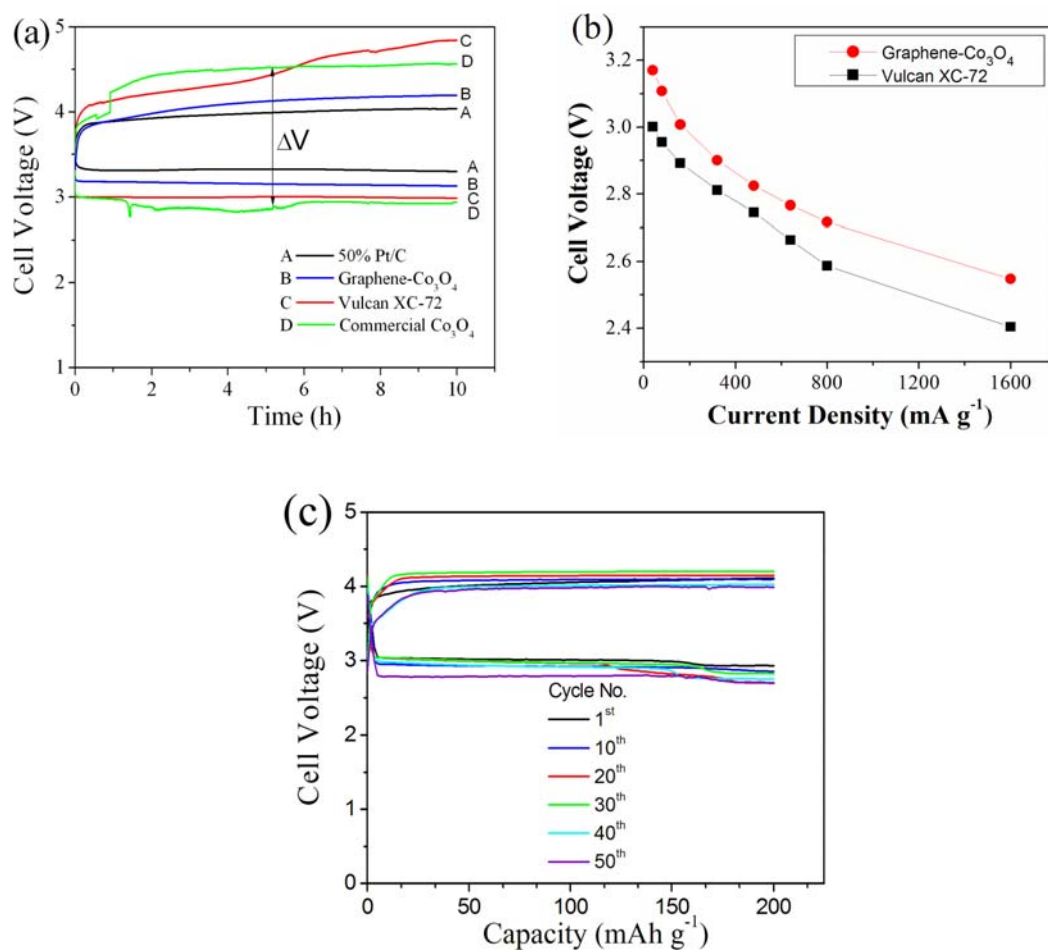 (a)
Cell Voltage (V)
5
4
3
2
1
0 2 4 6 8 10
Time (h)
C
D
B
A
ΔV
A
B
C
D
A 50% Pt/C
B Graphene-Co₃O₄
C Vulcan XC-72
D Commercial Co₃O₄
(b)
Cell Voltage (V)
3.2
3.0
2.8
2.6
2.4
0 400 800 1200 1600
Current Density (mA g⁻¹)
Graphene-Co₃O₄
Vulcan XC-72
(c)
Cell Voltage (V)
5
4
3
2
1
0
0 50 100 150 200
Capacity (mAh g⁻¹)
Cycle No.
1ˢᵗ
10ᵗʰ
20ᵗʰ
30ᵗʰ
40ᵗʰ
50ᵗʰ